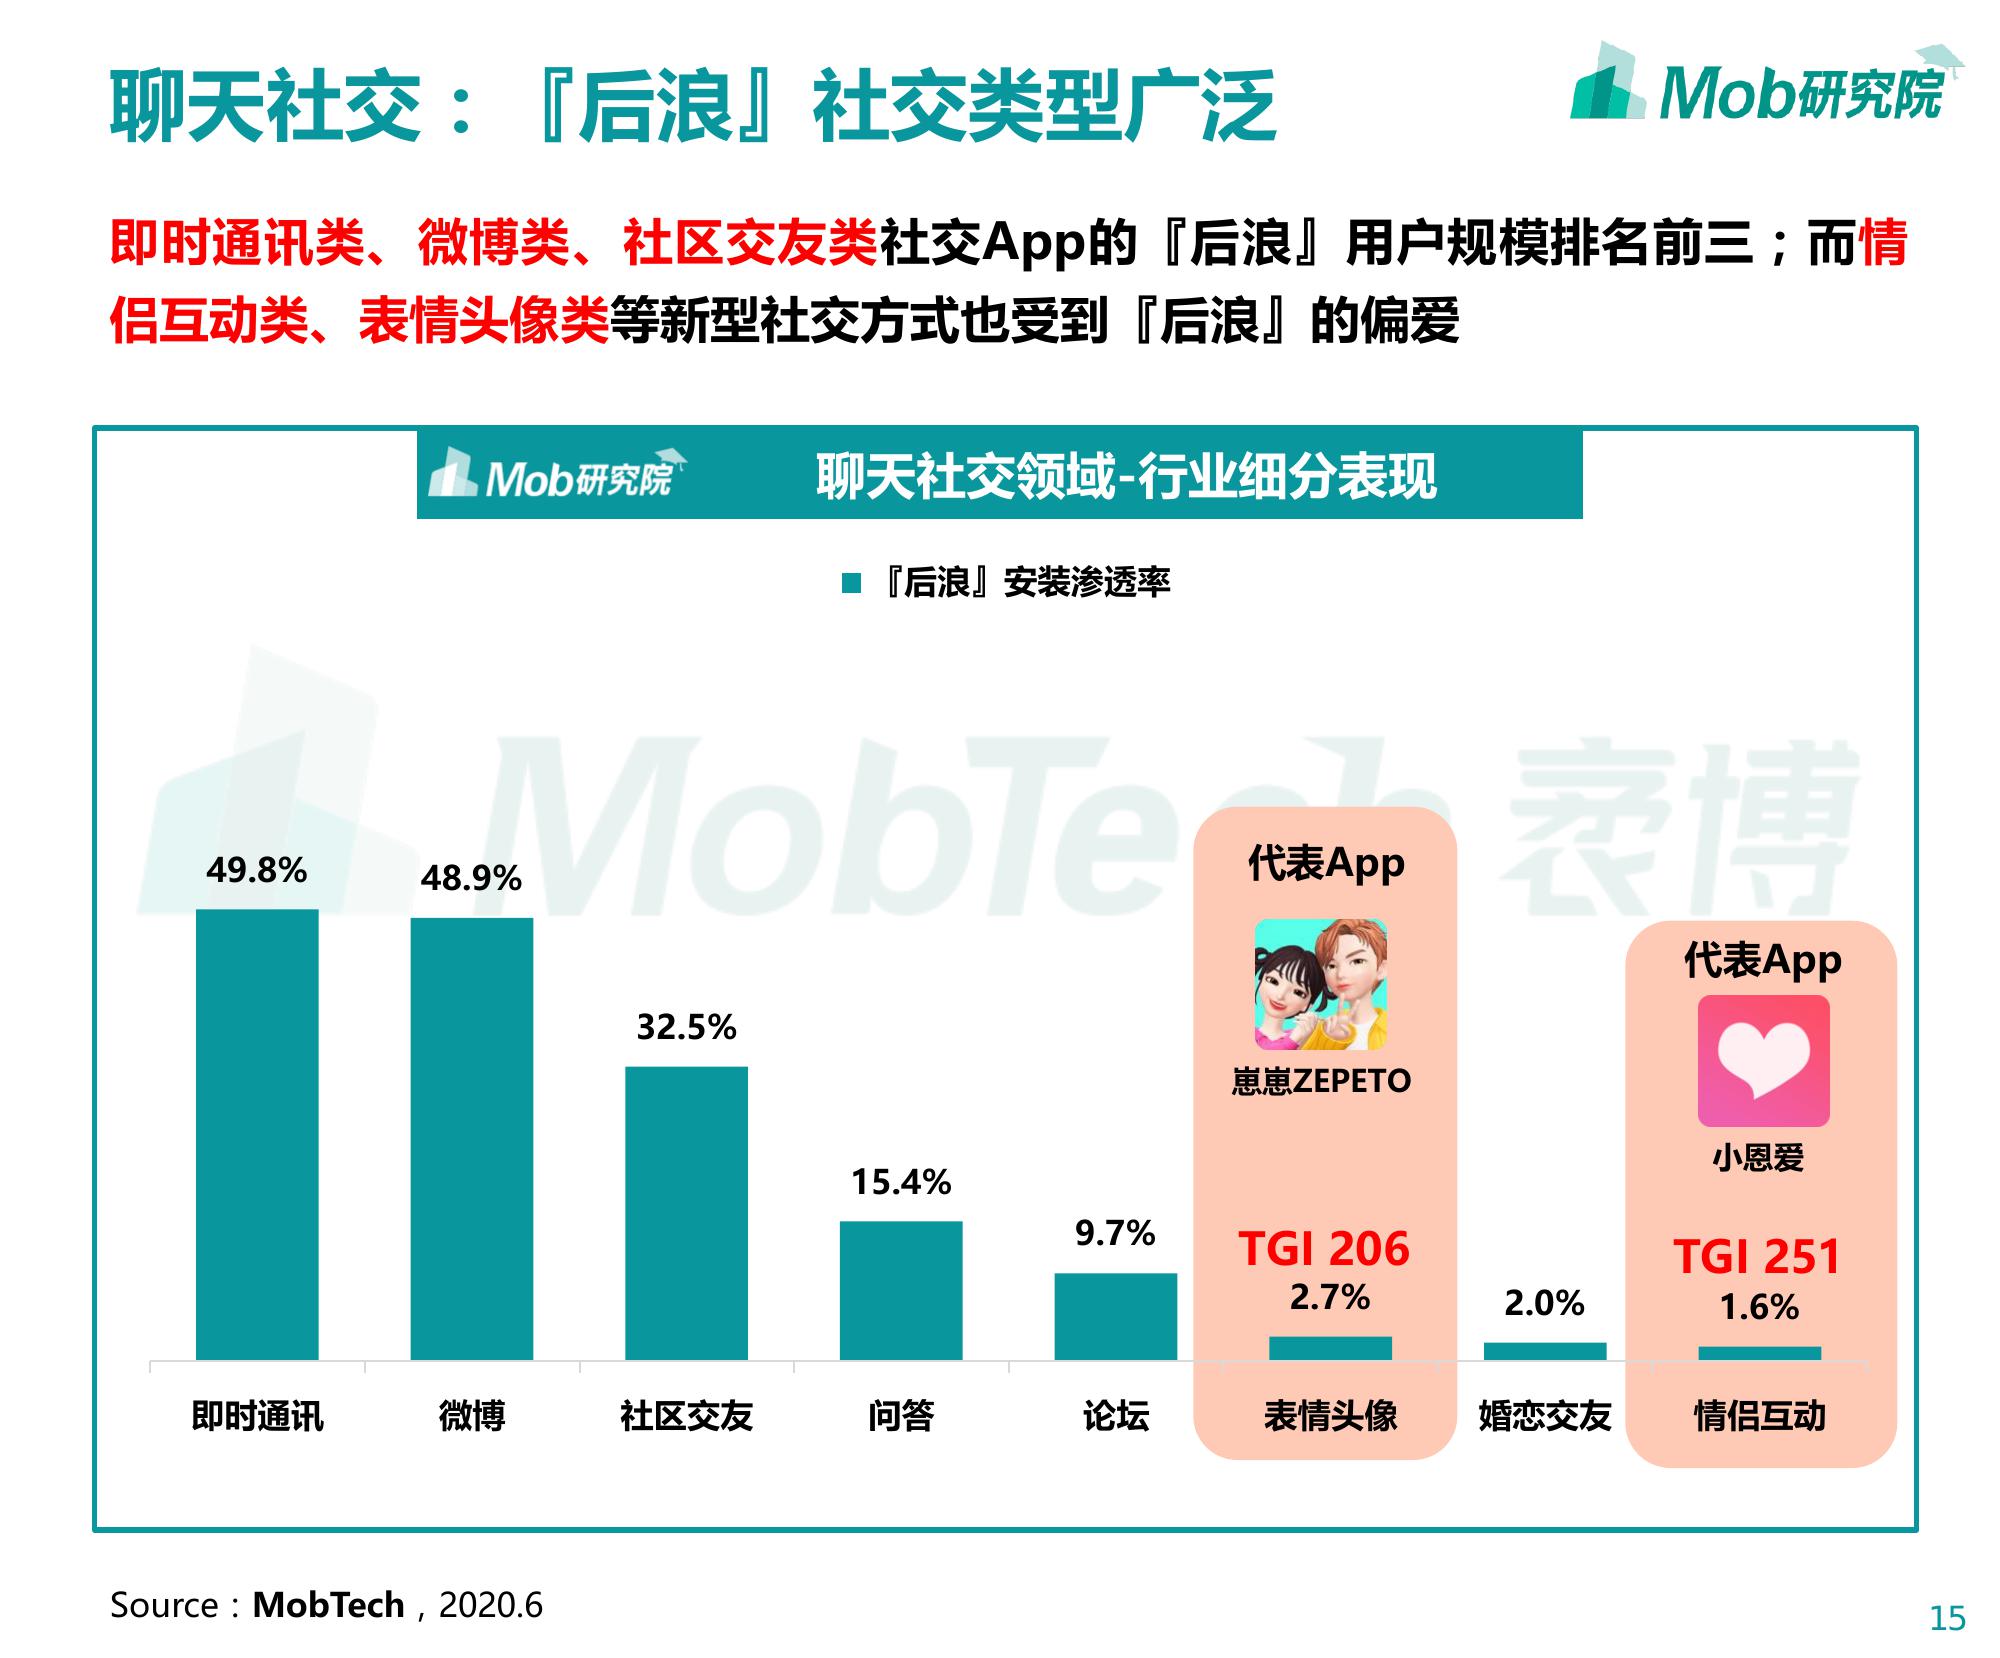 聊天社交：『后浪』社交类型广泛
Mob研究院
即时通讯类、微博类、社区交友类社交App的『后浪』用户规模排名前三；而情
侣互动类、表情头像类等新型社交方式也受到『后浪』的偏爱
Mob研究院
聊天社交领域-行业细分表现
『后浪』安装渗透率
MobTech 袤博
49.8%
48.9%
32.5%
15.4%
9.7%
代表App
崽崽ZEPETO
TGI 206
2.7%
2.0%
代表App
小恩爱
TGI 251
1.6%
即时通讯
微博
社区交友
问答
论坛
表情头像
婚恋交友
情侣互动
Source：MobTech，2020.6
15